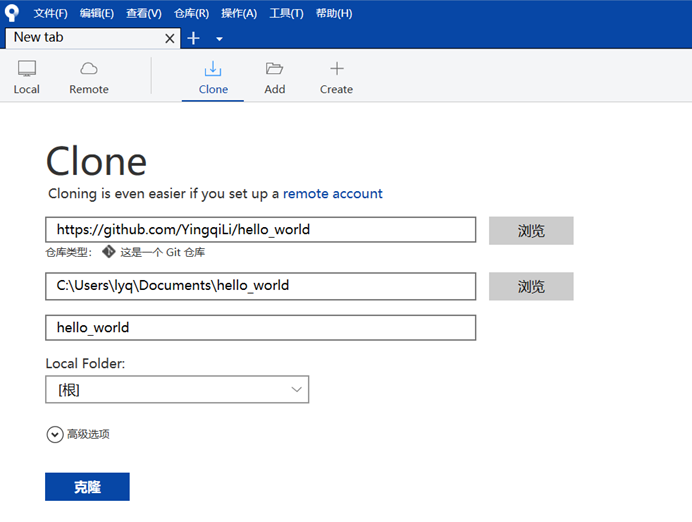 文件(F) 编辑(E) 查看(V) 仓库(R) 操作(A) 工具(T) 帮助(H)
New tab
Local Remote Clone Add Create
Clone
Cloning is even easier if you set up a remote account
https://github.com/YingqiLi/hello_world 浏览
仓库类型: 这是一个 Git 仓库
C:\Users\lyq\Documents\hello_world 浏览
hello_world
Local Folder:
[根]
高级选项
克隆